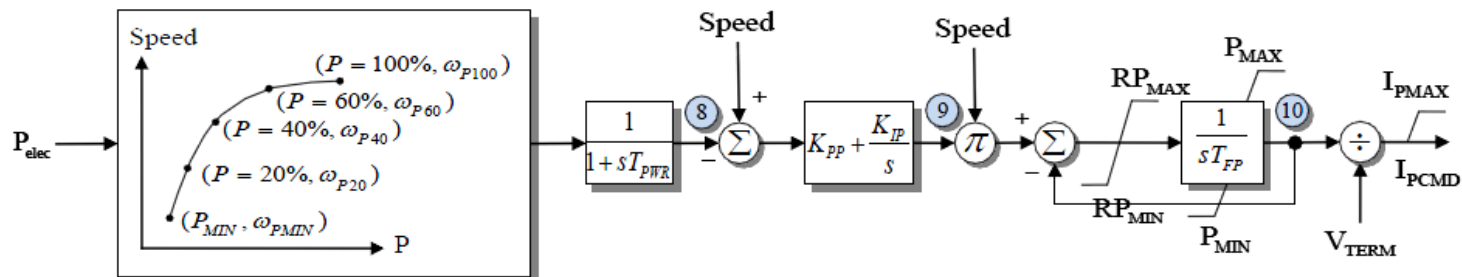 P_elec
Speed
(P = 100%, ω_P100)
(P = 60%, ω_P60)
(P = 40%, ω_P40)
(P = 20%, ω_P20)
(P_MIN, ω_PMIN)
P
1
1 + sT_PWR
8
−
Speed
+
Σ
K_PP + K_IP
s
9
Speed
π
+
−
Σ
RP_MAX
RP_MIN
P_MAX
1
sT_FP
P_MIN
10
÷
V_TERM
I_PMAX
I_PCMD